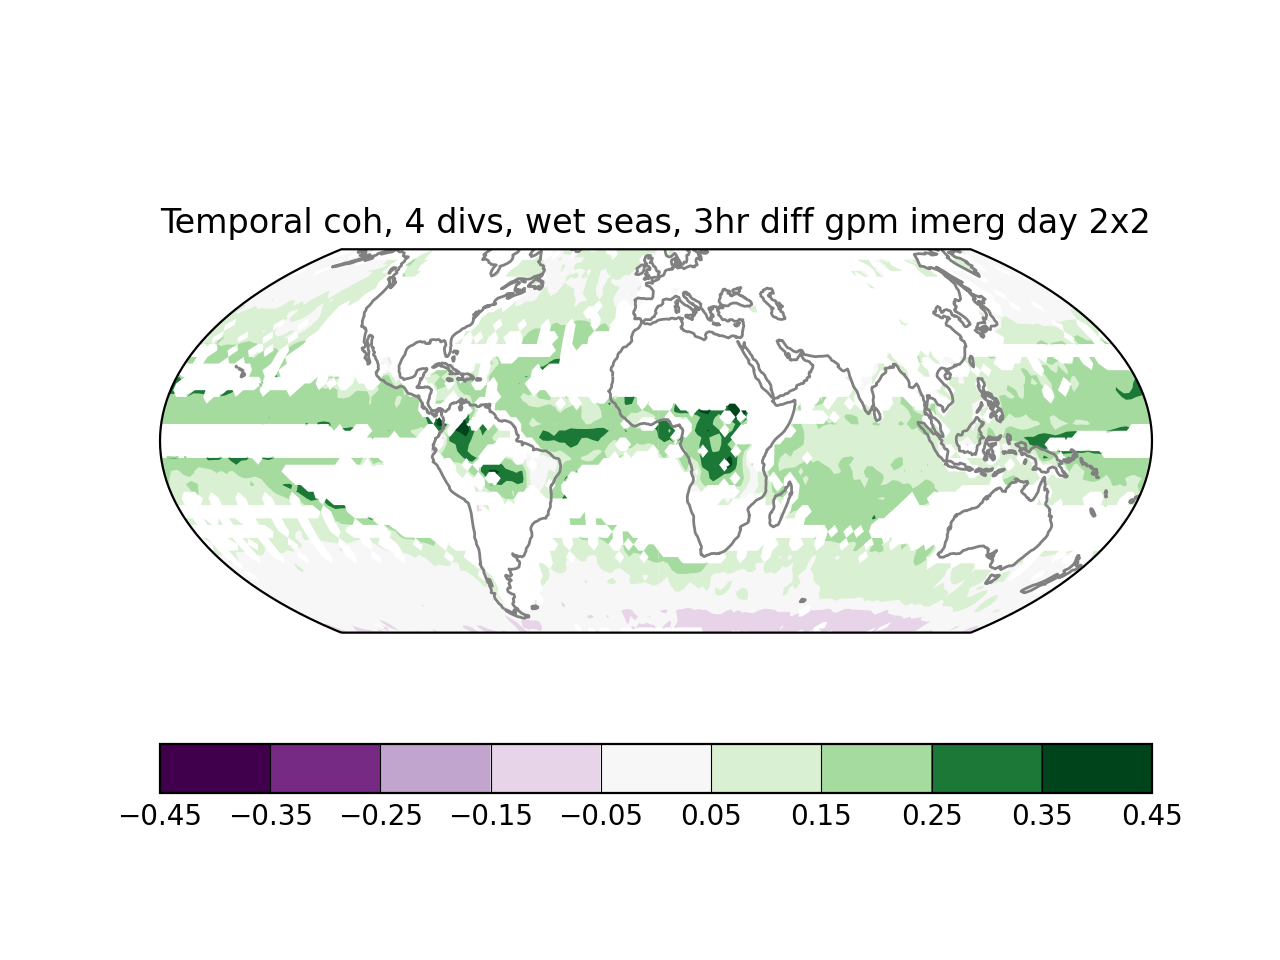 Temporal coh, 4 divs, wet seas, 3hr diff gpm imerg day 2x2
−0.45 −0.35 −0.25 −0.15 −0.05 0.05 0.15 0.25 0.35 0.45